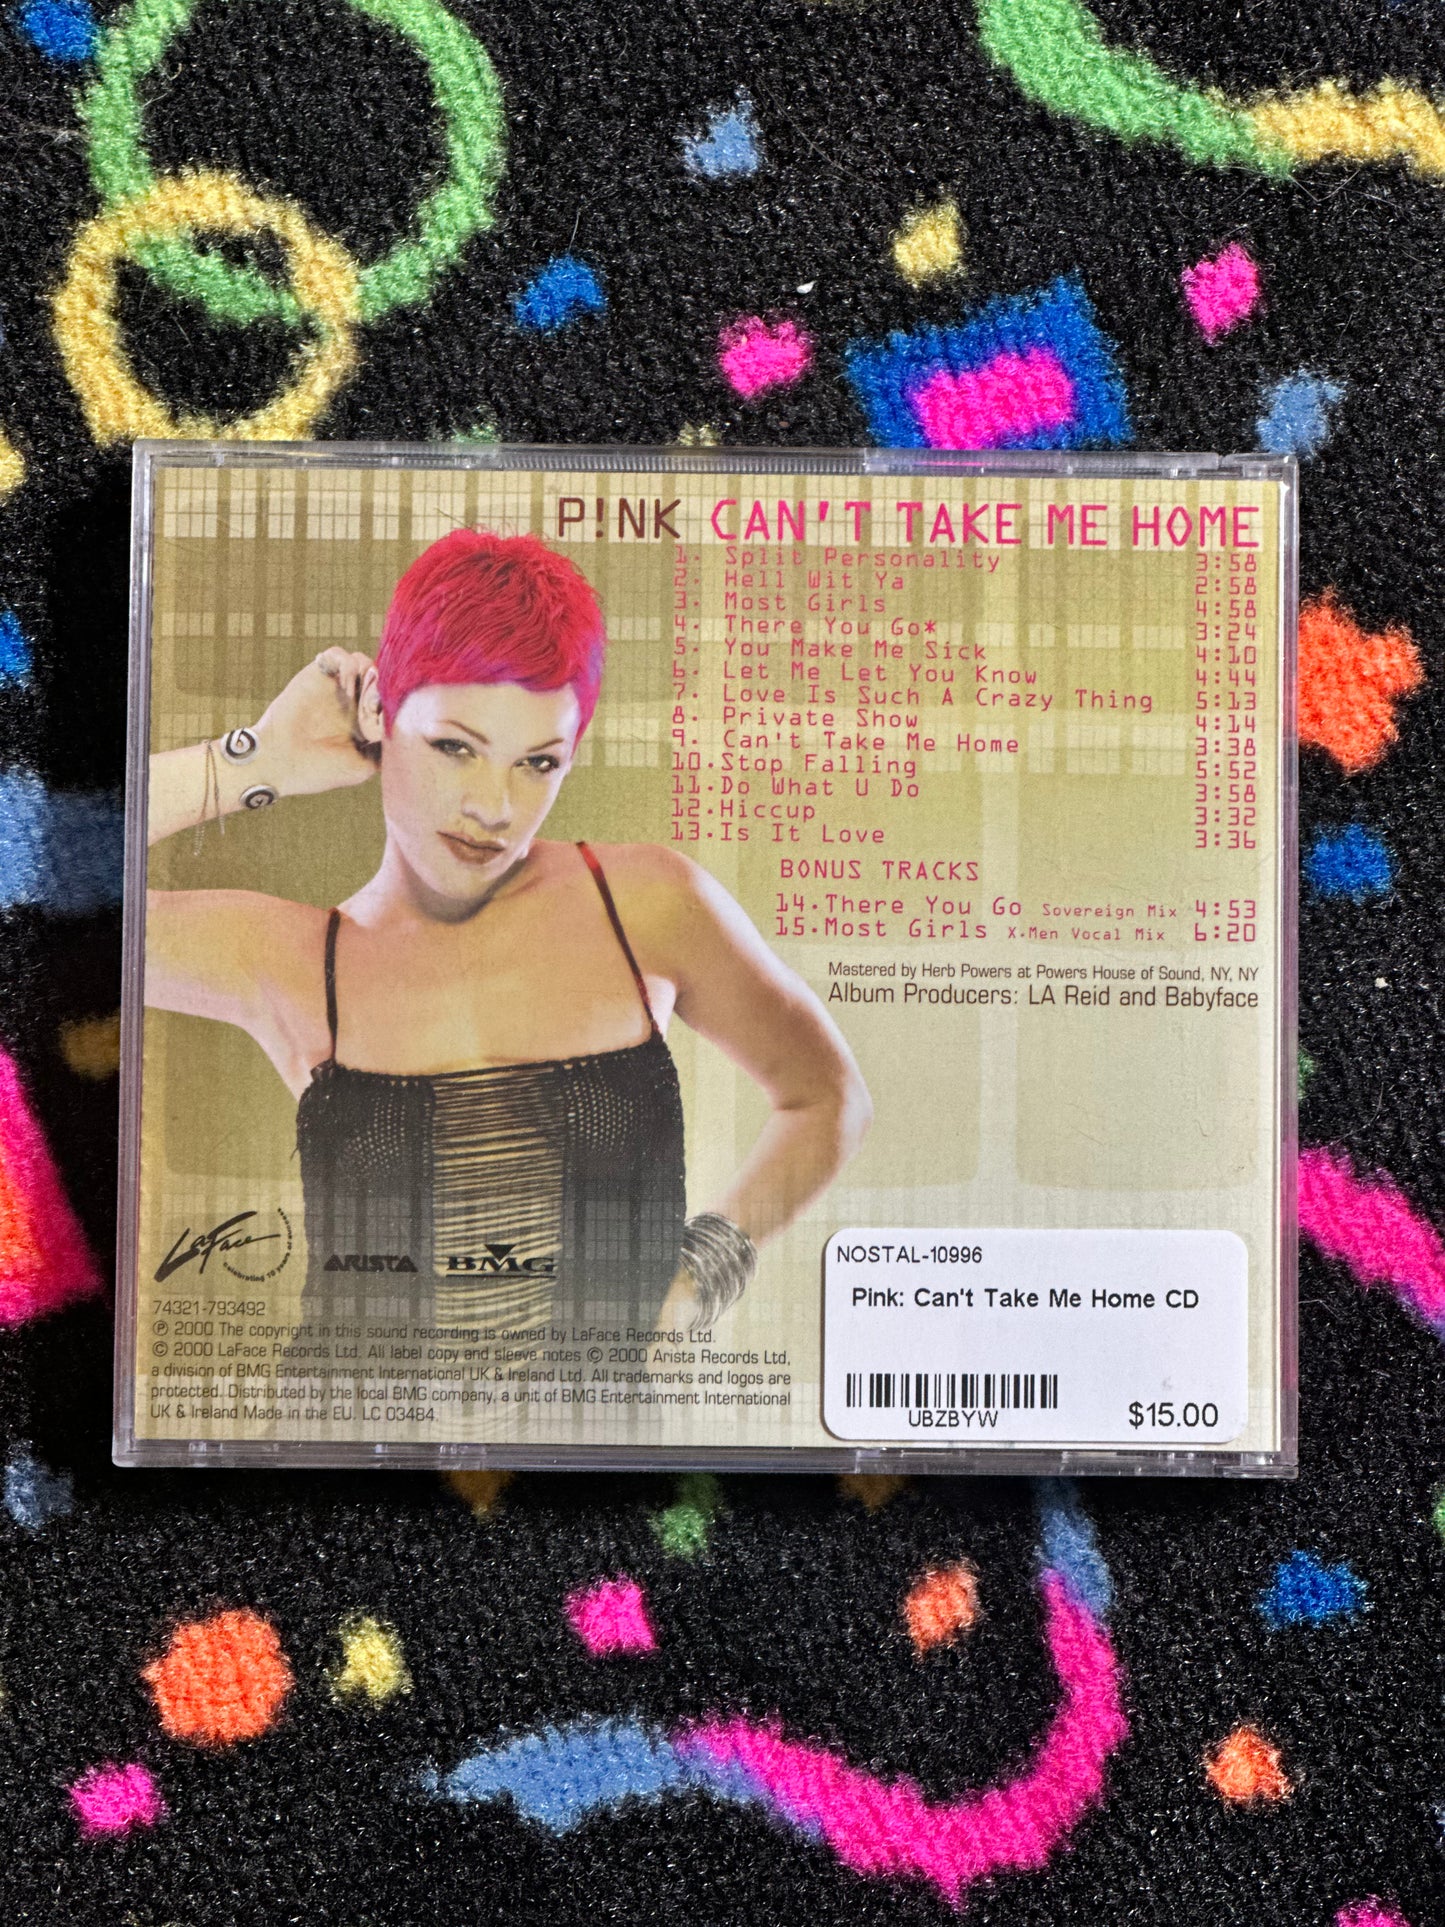 P!NK CAN'T TAKE ME HOME
1. Split Personality 3:58
2. Hell Wit Ya 2:58
3. Most Girls 4:58
4. There You Go* 3:24
5. You Make Me Sick 4:10
6. Let Me Let You Know 4:44
7. Love Is Such A Crazy Thing 5:13
8. Private Show 4:14
9. Can't Take Me Home 3:38
10.Stop Falling 5:52
11.Do What U Do 3:58
12.Hiccup 3:32
13.Is It Love 3:36
BONUS TRACKS
14.There You Go Sovereign Mix 4:53
15.Most Girls X.Men Vocal Mix 6:20
Mastered by Herb Powers at Powers House of Sound, NY, NY
Album Producers: LA Reid and Babyface
LaFace
celebrating 10 years of
ARISTA
BMG
74321-793492
℗ 2000 The copyright in this sound recording is owned by LaFace Records Ltd.
© 2000 LaFace Records Ltd. All label copy and sleeve notes © 2000 Arista Records Ltd,
a division of BMG Entertainment International UK & Ireland Ltd. All trademarks and logos are
protected. Distributed by the local BMG company, a unit of BMG Entertainment International
UK & Ireland Made in the EU. LC 03484.
NOSTAL-10996
Pink: Can't Take Me Home CD
UBZBYW
$15.00